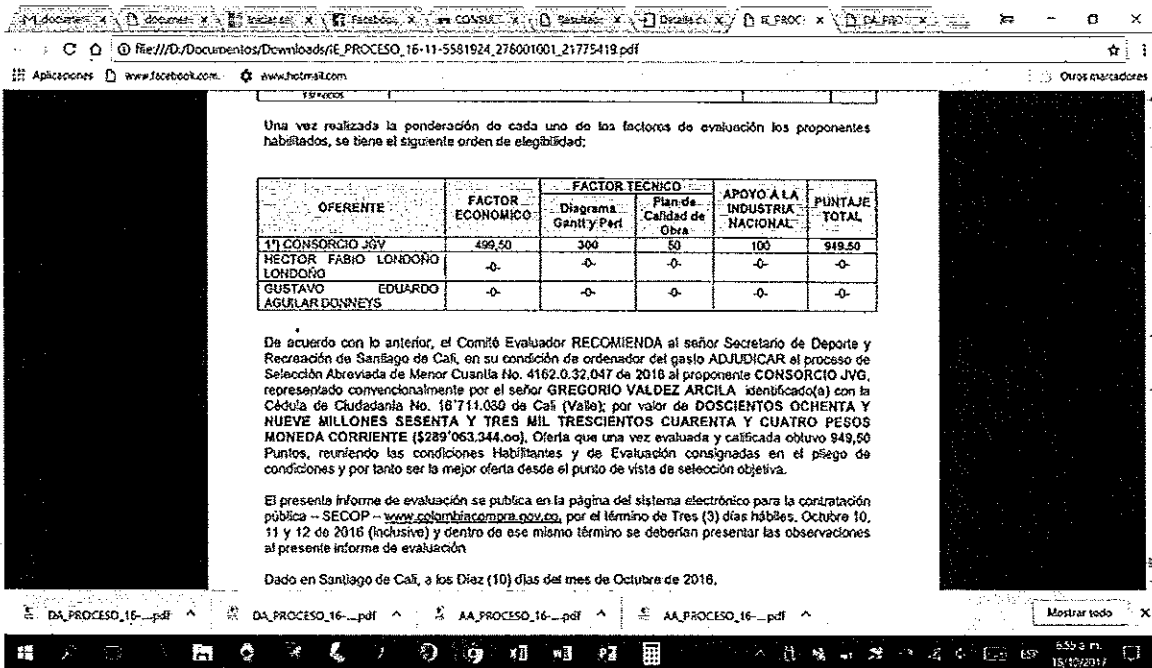 CONSUL
file:///D:/Documentos/Downloads/iE_PROCESO_16-11-5581924_276001001_21775419.pdf
Aplicaciones www.facebook.com. www.hotmail.com Otros marcadores
Una vez realizada la ponderación de cada uno de los factores de evaluación los proponentes
habilitados, se tiene el siguiente orden de elegibilidad:
OFERENTE
FACTOR ECONOMICO
FACTOR TECNICO
Diagrama Gantt y Pert
Plan de Calidad de Obra
APOYO A LA INDUSTRIA NACIONAL
PUNTAJE TOTAL
1º) CONSORCIO JGV 499,50 300 50 100 949.50
HECTOR FABIO LONDOÑO LONDOÑO -0- -0- -0- -0- -0-
GUSTAVO EDUARDO AGUILAR DONNEYS -0- -0- -0- -0- -0-
De acuerdo con lo anterior, el Comité Evaluador RECOMIENDA al señor Secretario de Deporte y
Recreación de Santiago de Cali, en su condición de ordenador del gasto ADJUDICAR el proceso de
Selección Abreviada de Menor Cuantía No. 4162.0.32.047 de 2016 al proponente CONSORCIO JVG,
representado convencionalmente por el señor GREGORIO VALDEZ ARCILA identificado(a) con la
Cédula de Ciudadanía No. 16'711.030 de Cali (Valle); por valor de DOSCIENTOS OCHENTA Y
NUEVE MILLONES SESENTA Y TRES MIL TRESCIENTOS CUARENTA Y CUATRO PESOS
MONEDA CORRIENTE ($289'063,344.oo), Oferta que una vez evaluada y calificada obtuvo 949,50
Puntos, reuniendo las condiciones Habilitantes y de Evaluación consignadas en el pliego de
condiciones y por tanto ser la mejor oferta desde el punto de vista de selección objetiva.
El presente informe de evaluación se publica en la página del sistema electrónico para la contratación
pública – SECOP – www.colombiacompra.gov.co, por el término de Tres (3) días hábiles, Octubre 10,
11 y 12 de 2016 (inclusive) y dentro de ese mismo término se deberían presentar las observaciones
al presente informe de evaluación
Dado en Santiago de Cali, a los Diez (10) días del mes de Octubre de 2016.
DA_PROCESO_16-....pdf DA_PROCESO_16-....pdf AA_PROCESO_16-....pdf AA_PROCESO_16-....pdf Mostrar todo
ESP 5:55 a. m.
15/10/2017